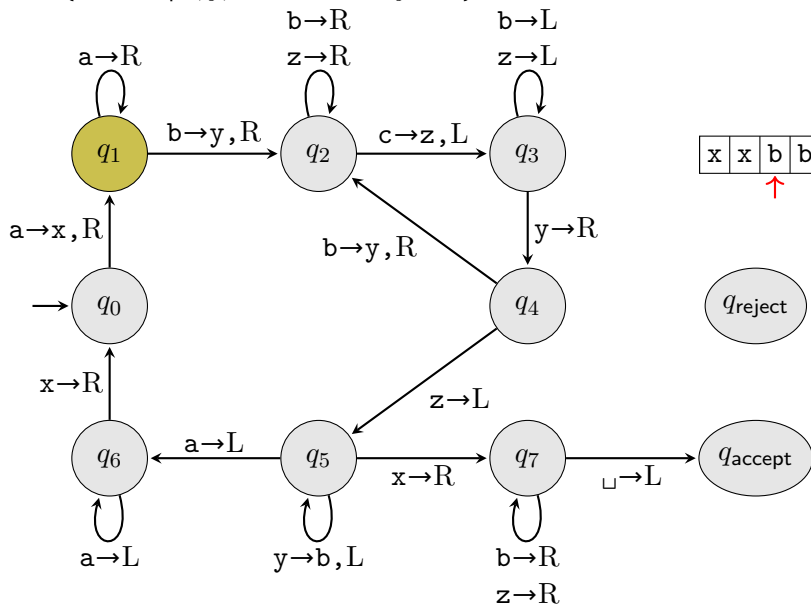 b→R
b→L
a→R
z→R
z→L
q1
b→y,R
q2
c→z,L
q3
x x b b
a→x,R
b→y,R
y→R
q0
q4
qreject
x→R
z→L
q6
a→L
q5
x→R
q7
␣→L
qaccept
a→L
y→b,L
b→R
z→R